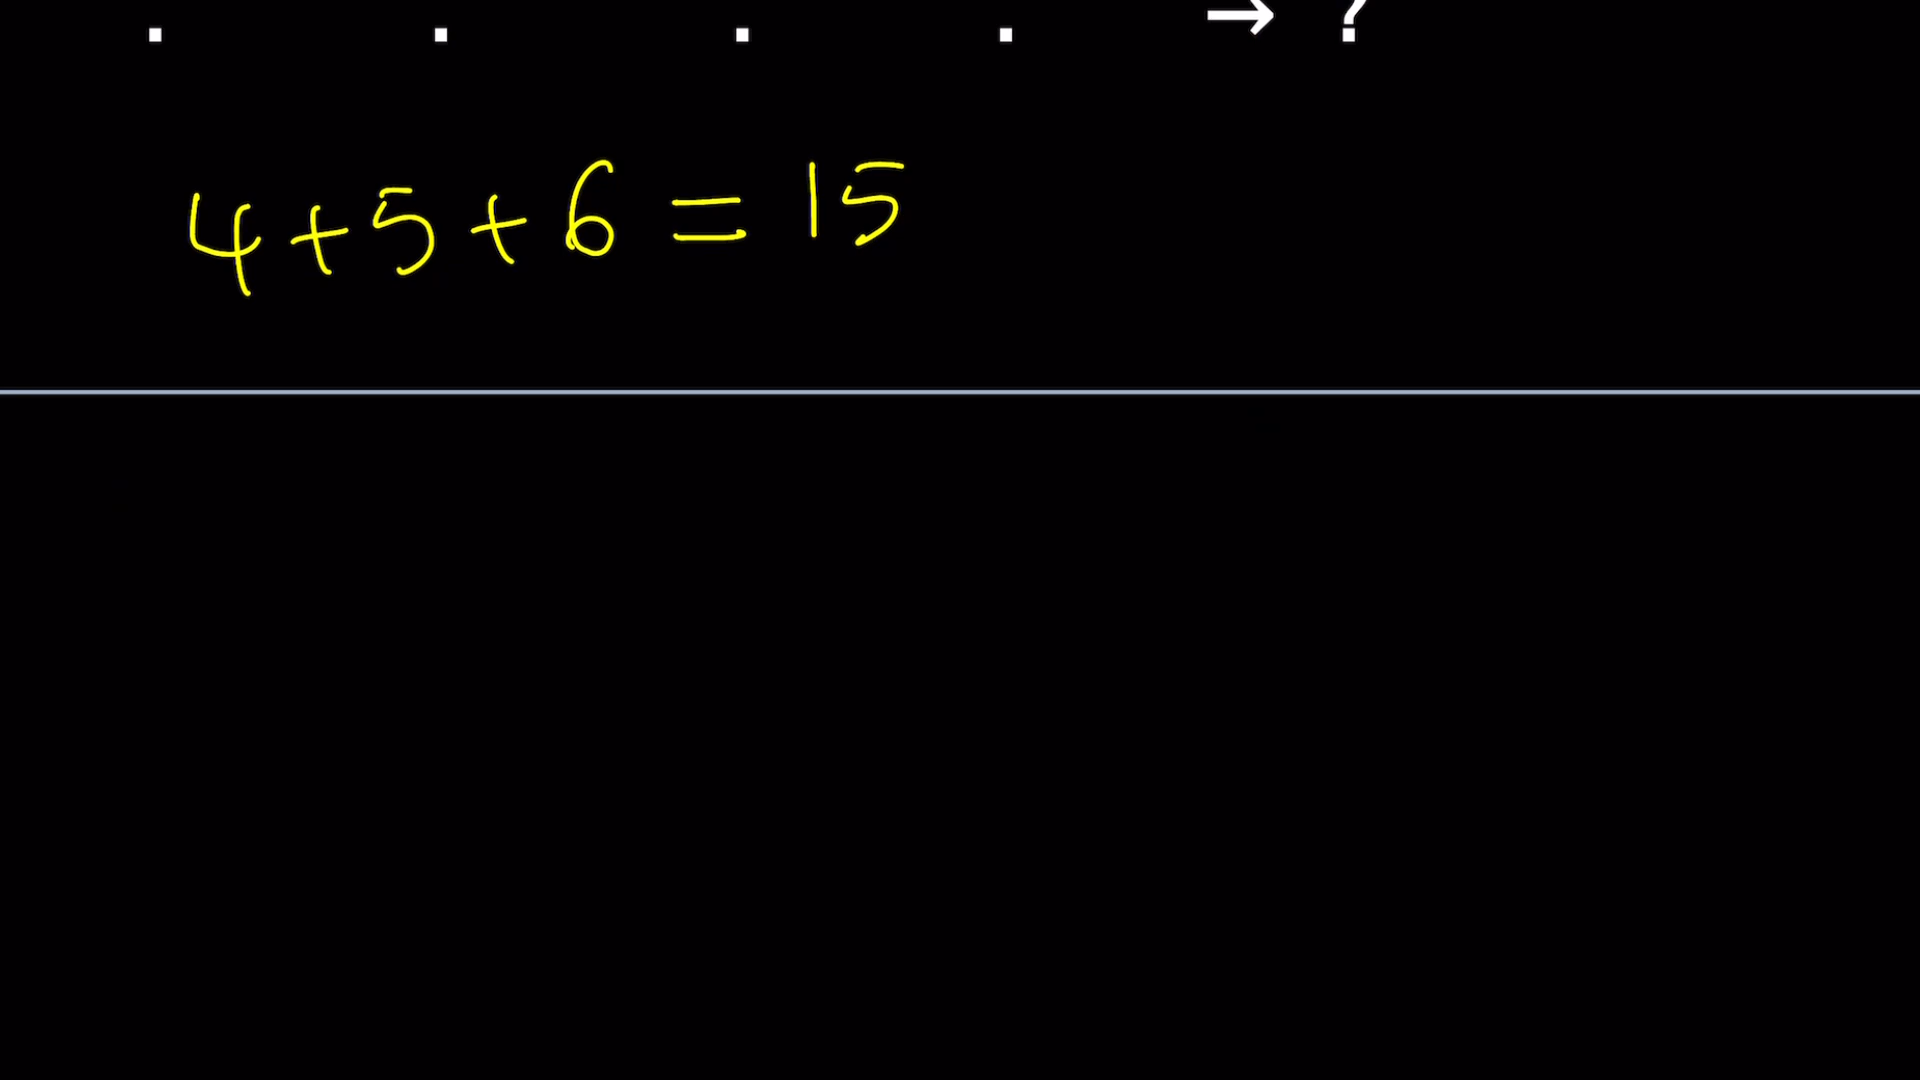 . . . . → ?
4+5+6=15